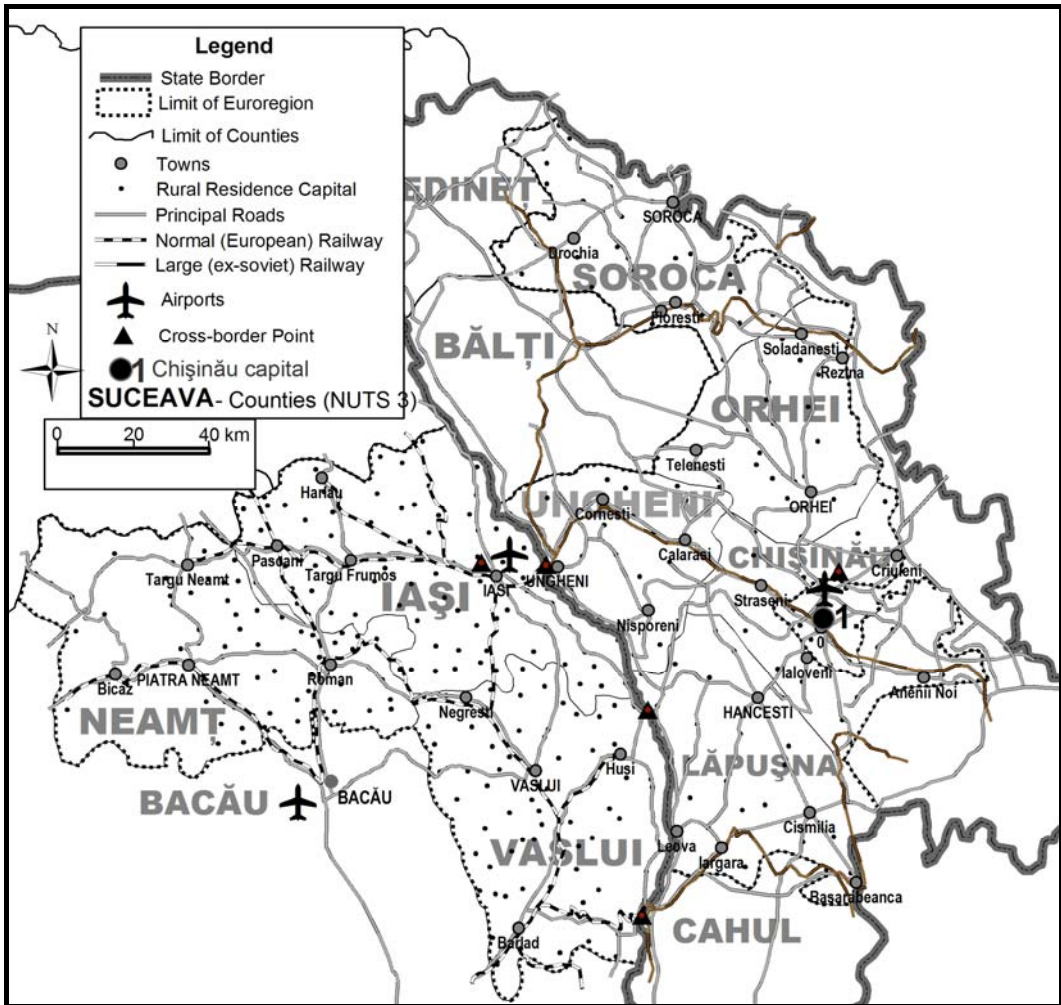 Legend
State Border
Limit of Euroregion
Limit of Counties
Towns
Rural Residence Capital
Principal Roads
Normal (European) Railway
Large (ex-soviet) Railway
Airports
Cross-border Point
1 Chişinău capital
SUCEAVA - Counties (NUTS 3)
N
0 20 40 km
EDINEȚ
SOROCA
Drochia
SOROCA
Floresti
BĂLȚI
Soladanesti
Rezina
ORHEI
Telenesti
Harlau
UNGHENI
Cornesti
ORHEI
Calarasi
CHIȘINĂU
Criuleni
Pascani
Targu Neamt
Targu Frumos
IAŞI
IASI
UNGHENI
Straseni
1
Nisporeni
0
Ialoveni
Bicaz
PIATRA NEAMT
Roman
Anenii Noi
Negresti
HANCESTI
NEAMȚ
Husi
LĂPUŞNA
VASLUI
BACĂU
BACĂU
Cismilia
Leova
Iargara
VASLUI
Basarabeanca
Barlad
CAHUL